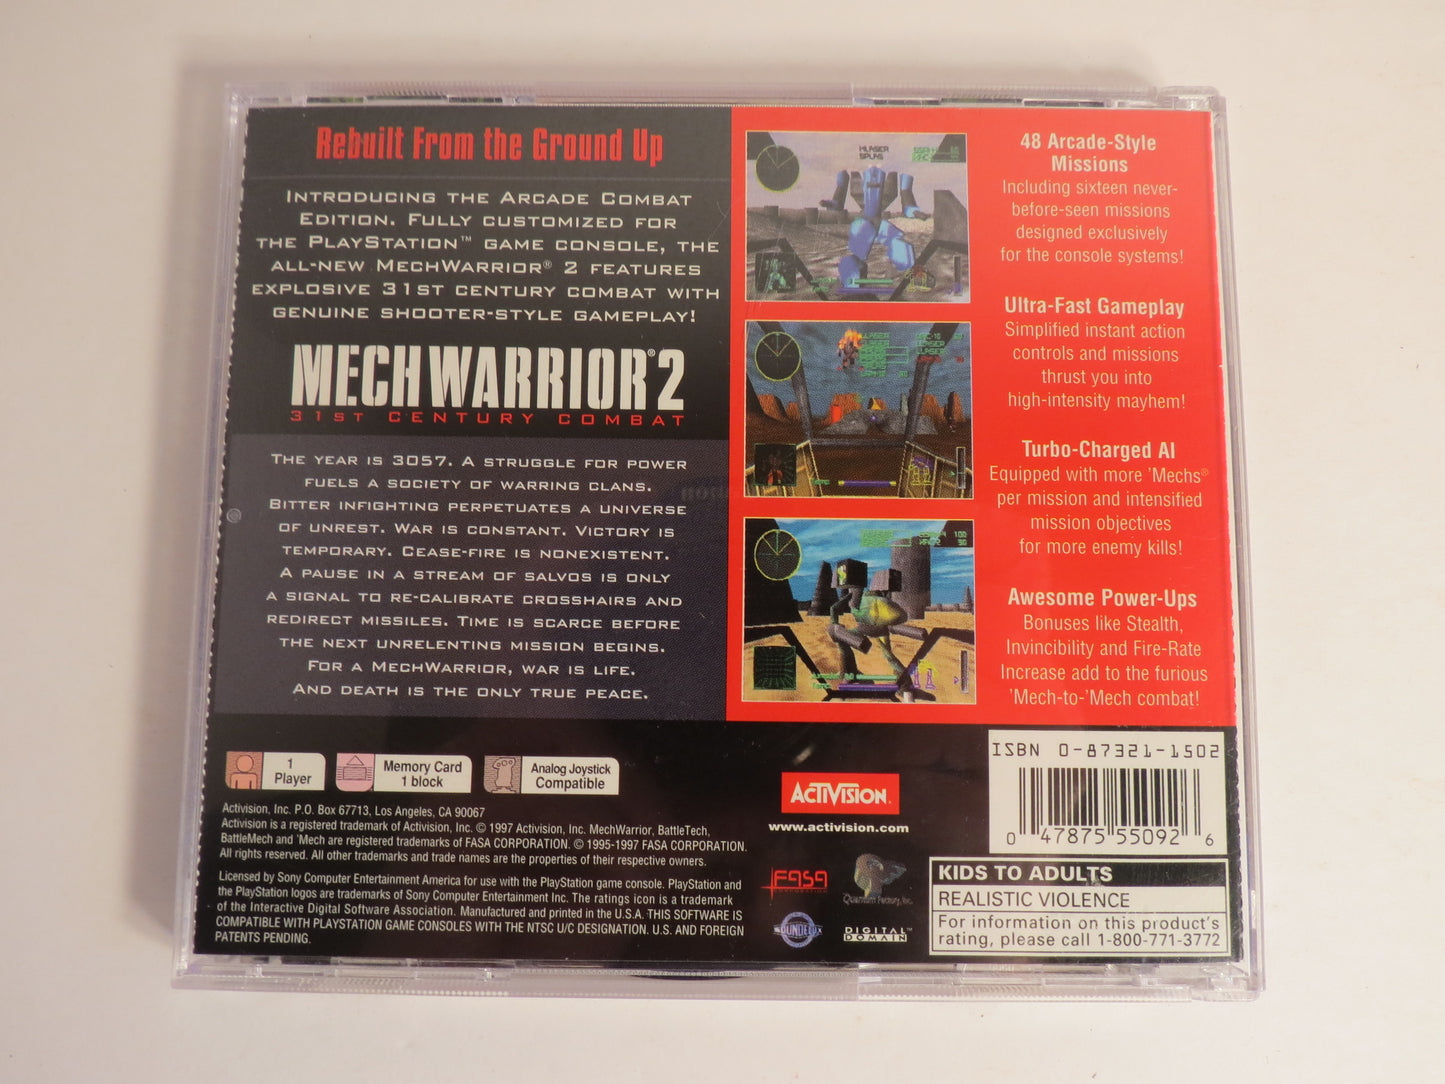 Rebuilt From the Ground Up
INTRODUCING THE ARCADE COMBAT
EDITION. FULLY CUSTOMIZED FOR
THE PLAYSTATION™ GAME CONSOLE, THE
ALL-NEW MECHWARRIOR® 2 FEATURES
EXPLOSIVE 31ST CENTURY COMBAT WITH
GENUINE SHOOTER-STYLE GAMEPLAY!
MECHWARRIOR® 2
31ST CENTURY COMBAT
THE YEAR IS 3057. A STRUGGLE FOR POWER
FUELS A SOCIETY OF WARRING CLANS.
BITTER INFIGHTING PERPETUATES A UNIVERSE
OF UNREST. WAR IS CONSTANT. VICTORY IS
TEMPORARY. CEASE-FIRE IS NONEXISTENT.
A PAUSE IN A STREAM OF SALVOS IS ONLY
A SIGNAL TO RE-CALIBRATE CROSSHAIRS AND
REDIRECT MISSILES. TIME IS SCARCE BEFORE
THE NEXT UNRELENTING MISSION BEGINS.
FOR A MECHWARRIOR, WAR IS LIFE.
AND DEATH IS THE ONLY TRUE PEACE.
48 Arcade-Style
Missions
Including sixteen never-
before-seen missions
designed exclusively
for the console systems!
Ultra-Fast Gameplay
Simplified instant action
controls and missions
thrust you into
high-intensity mayhem!
Turbo-Charged AI
Equipped with more 'Mechs®
per mission and intensified
mission objectives
for more enemy kills!
Awesome Power-Ups
Bonuses like Stealth,
Invincibility and Fire-Rate
Increase add to the furious
'Mech-to-'Mech combat!
1
Player
Memory Card
1 block
Analog Joystick
Compatible
Activision, Inc. P.O. Box 67713, Los Angeles, CA 90067
Activision is a registered trademark of Activision, Inc. © 1997 Activision, Inc. MechWarrior, BattleTech,
BattleMech and 'Mech are registered trademarks of FASA CORPORATION. © 1995-1997 FASA CORPORATION.
All rights reserved. All other trademarks and trade names are the properties of their respective owners.
Licensed by Sony Computer Entertainment America for use with the PlayStation game console. PlayStation and
the PlayStation logos are trademarks of Sony Computer Entertainment Inc. The ratings icon is a trademark
of the Interactive Digital Software Association. Manufactured and printed in the U.S.A. THIS SOFTWARE IS
COMPATIBLE WITH PLAYSTATION GAME CONSOLES WITH THE NTSC U/C DESIGNATION. U.S. AND FOREIGN
PATENTS PENDING.
ACTIVISION.
www.activision.com
FASA
CORPORATION
Quantum Factory, Inc.
SOUNDELUX
DIGITAL™
DOMAIN
ISBN 0-87321-1502
0 47875 55092 6
KIDS TO ADULTS
REALISTIC VIOLENCE
For information on this product's
rating, please call 1-800-771-3772